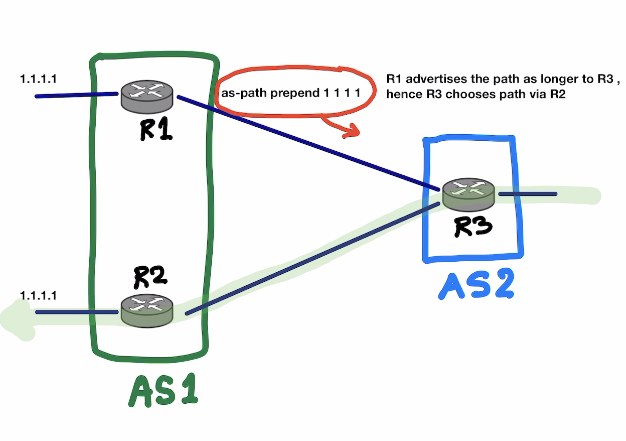 1.1.1.1
R1
as-path prepend 1 1 1 1
R1 advertises the path as longer to R3 ,
hence R3 chooses path via R2
R3
AS2
R2
1.1.1.1
AS1